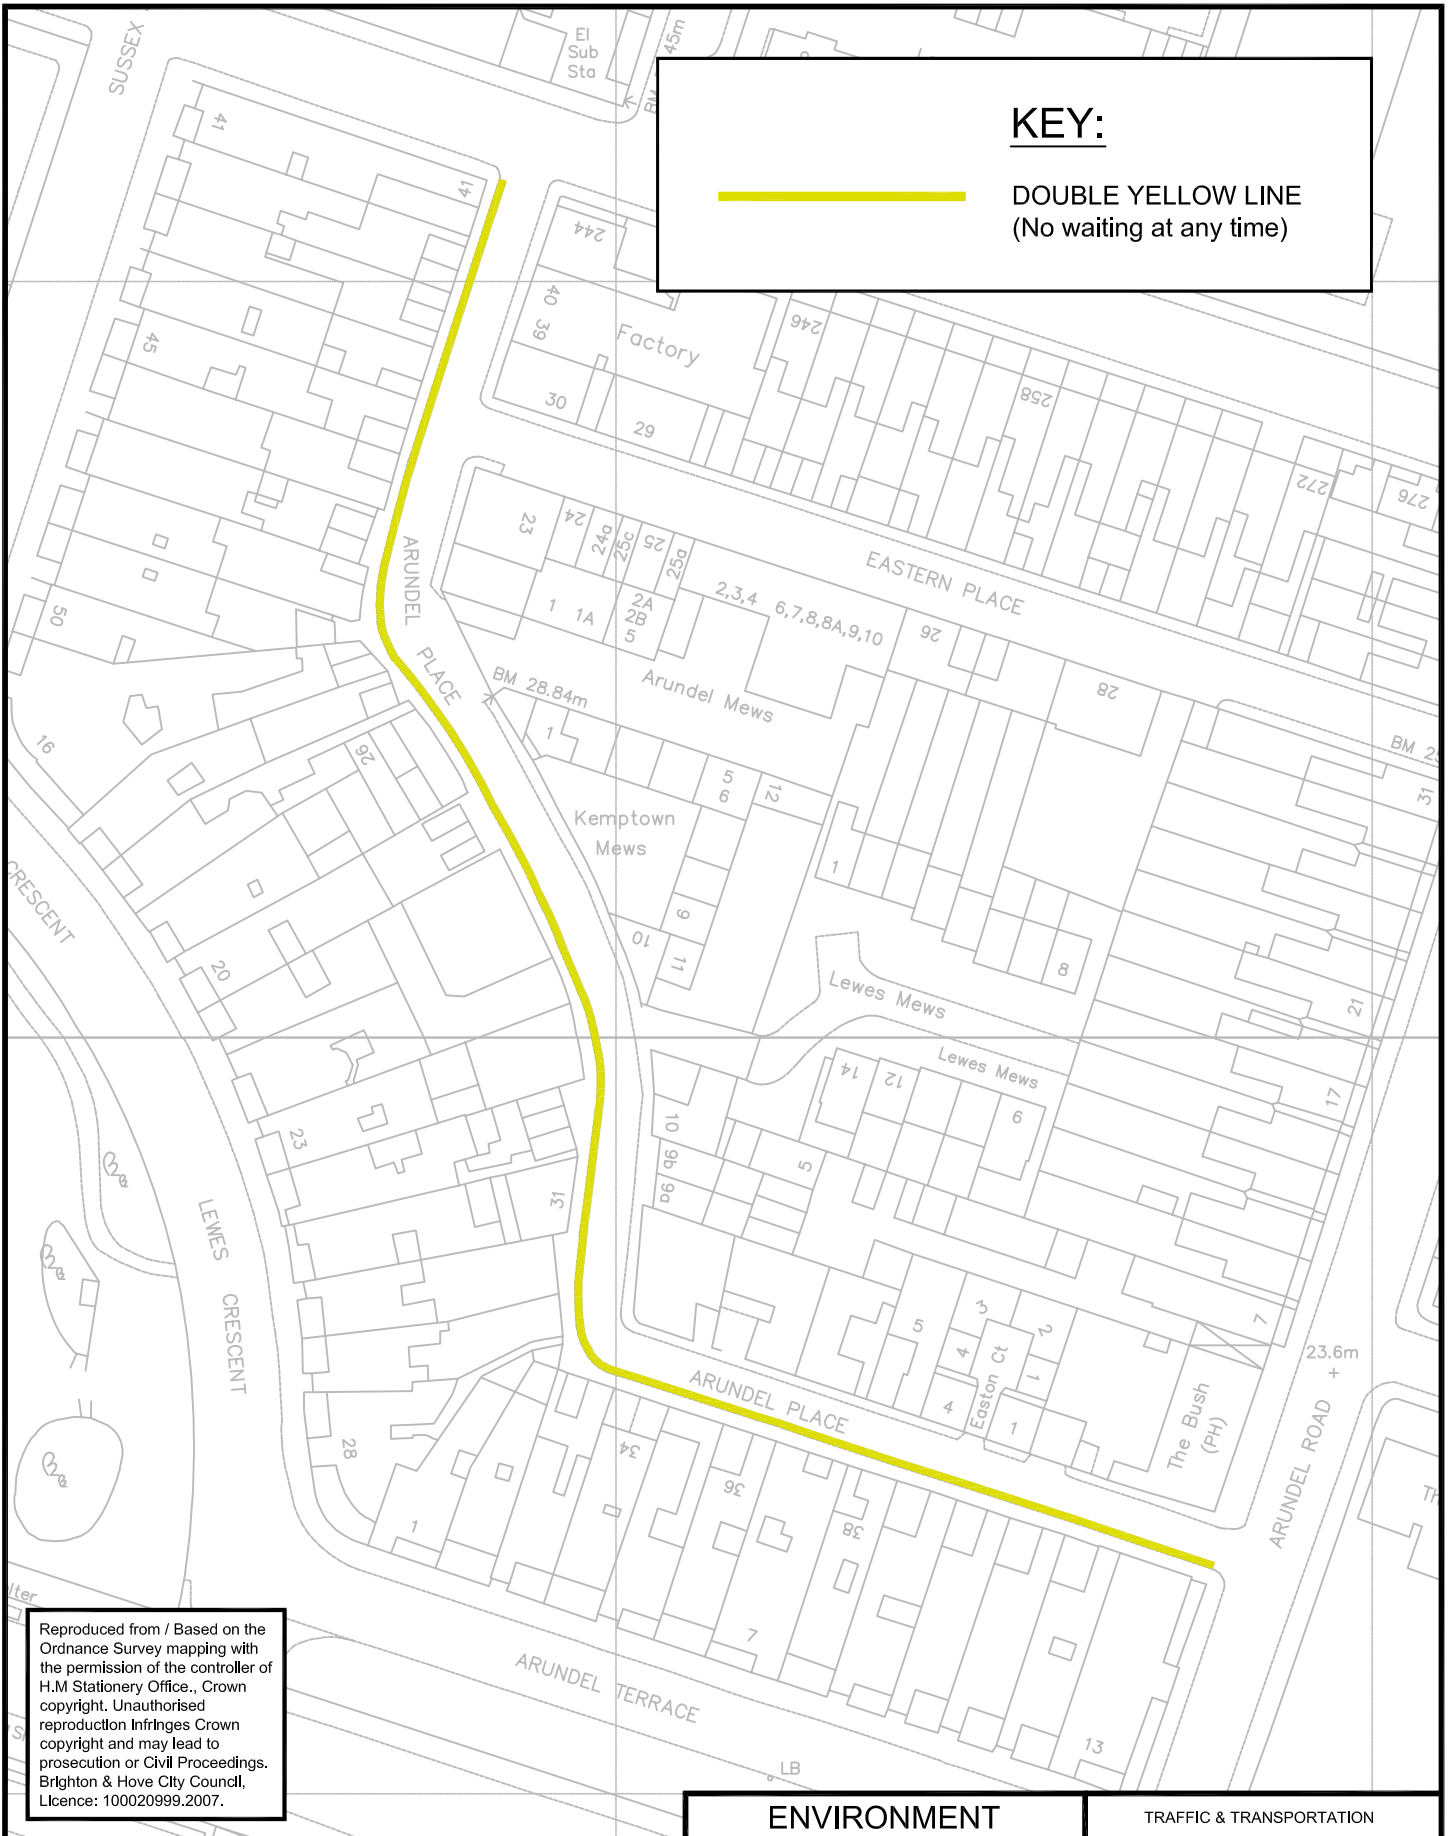 SUSSEX
El
Sub
Sta
45m
BM
KEY:
DOUBLE YELLOW LINE
(No waiting at any time)
41
41
244
40
39
Factory
246
45
30
29
258
272
276
23
24
24a
25c
25
25a
ARUNDEL
PLACE
EASTERN PLACE
2,3,4
6,7,8,8A,9,10
1
1A
2A
2B
5
26
50
BM 28.84m
Arundel Mews
28
BM
16
26
1
5
6
12
31
Kemptown
Mews
1
CRESCENT
9
10
11
8
20
Lewes Mews
21
Lewes Mews
14
12
6
17
10
9b
9a
5
23
31
LEWES
CRESCENT
5
3
4
2
1
7
23.6m
Easton Ct
ARUNDEL PLACE
4
1
The Bush
(PH)
ARUNDEL ROAD
28
34
36
38
1
7
13
ARUNDEL TERRACE
LB
Reproduced from / Based on the
Ordnance Survey mapping with
the permission of the controller of
H.M Stationery Office., Crown
copyright. Unauthorised
reproduction infringes Crown
copyright and may lead to
prosecution or Civil Proceedings.
Brighton & Hove City Council,
Licence: 100020999.2007.
ENVIRONMENT
TRAFFIC & TRANSPORTATION